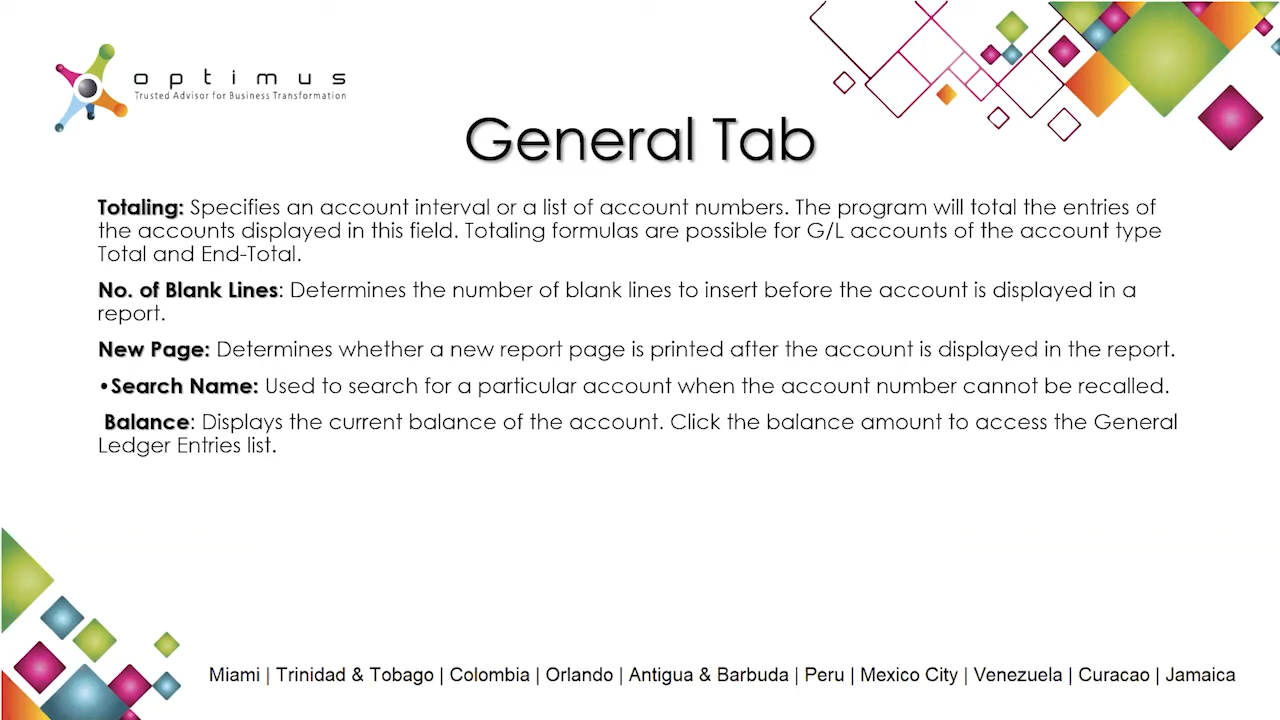 optimus
Trusted Advisor for Business Transformation
General Tab
Totaling: Specifies an account interval or a list of account numbers. The program will total the entries of
the accounts displayed in this field. Totaling formulas are possible for G/L accounts of the account type
Total and End-Total.
No. of Blank Lines: Determines the number of blank lines to insert before the account is displayed in a
report.
New Page: Determines whether a new report page is printed after the account is displayed in the report.
•Search Name: Used to search for a particular account when the account number cannot be recalled.
Balance: Displays the current balance of the account. Click the balance amount to access the General
Ledger Entries list.
Miami | Trinidad & Tobago | Colombia | Orlando | Antigua & Barbuda | Peru | Mexico City | Venezuela | Curacao | Jamaica